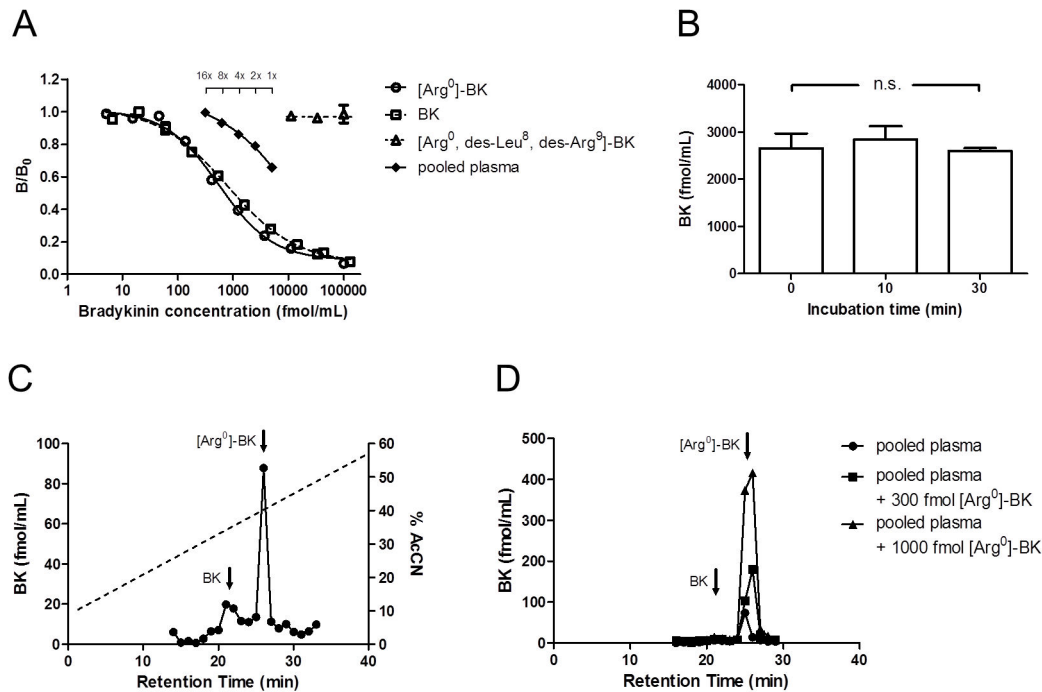 A
16x 8x 4x 2x 1x
1.2
1.0
0.8
0.6
0.4
0.2
0.0
B/B0
1 10 100 1000 10000 100000
Bradykinin concentration (fmol/mL)
[Arg0]-BK
BK
[Arg0, des-Leu8, des-Arg9]-BK
pooled plasma
B
n.s.
4000
3000
2000
1000
0
BK (fmol/mL)
0 10 30
Incubation time (min)
C
[Arg0]-BK
BK
100
80
60
40
20
0
BK (fmol/mL)
60
50
40
30
20
10
0
% AcCN
0 10 20 30 40
Retention Time (min)
D
[Arg0]-BK
BK
500
400
300
200
100
0
BK (fmol/mL)
0 10 20 30 40
Retention Time (min)
pooled plasma
pooled plasma
+ 300 fmol [Arg0]-BK
pooled plasma
+ 1000 fmol [Arg0]-BK